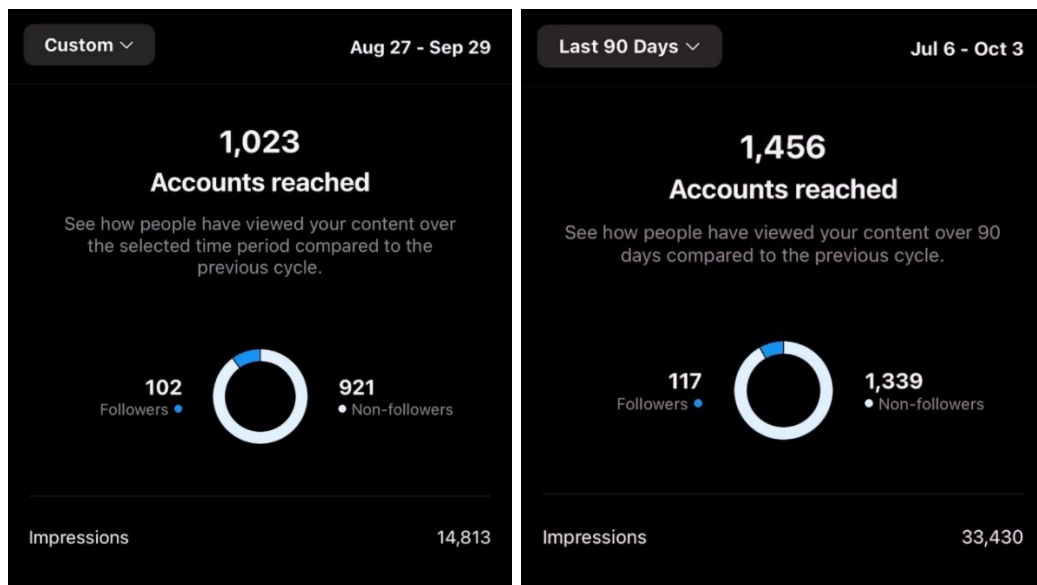 Custom
Aug 27 - Sep 29
1,023
Accounts reached
See how people have viewed your content over
the selected time period compared to the
previous cycle.
102
Followers
921
Non-followers
Impressions
14,813
Last 90 Days
Jul 6 - Oct 3
1,456
Accounts reached
See how people have viewed your content over 90
days compared to the previous cycle.
117
Followers
1,339
Non-followers
Impressions
33,430